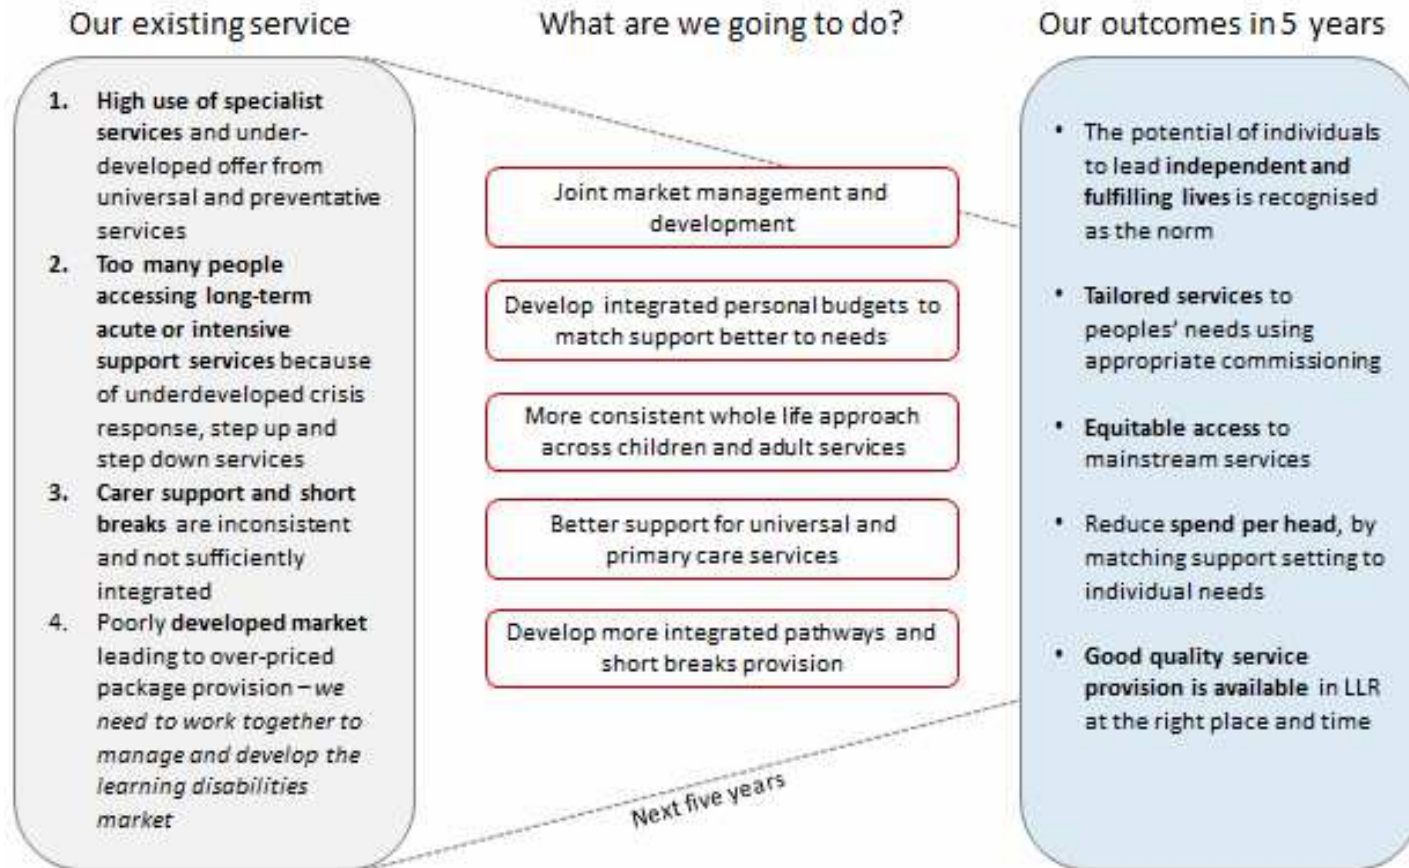 Our existing service
1. High use of specialist
services and under-
developed offer from
universal and preventative
services
2. Too many people
accessing long-term
acute or intensive
support services because
of underdeveloped crisis
response, step up and
step down services
3. Carer support and short
breaks are inconsistent
and not sufficiently
integrated
4. Poorly developed market
leading to over-priced
package provision – we
need to work together to
manage and develop the
learning disabilities
market
What are we going to do?
Joint market management and
development
Develop integrated personal budgets to
match support better to needs
More consistent whole life approach
across children and adult services
Better support for universal and
primary care services
Develop more integrated pathways and
short breaks provision
Next five years
Our outcomes in 5 years
• The potential of individuals
to lead independent and
fulfilling lives is recognised
as the norm
• Tailored services to
peoples’ needs using
appropriate commissioning
• Equitable access to
mainstream services
• Reduce spend per head, by
matching support setting to
individual needs
• Good quality service
provision is available in LLR
at the right place and time